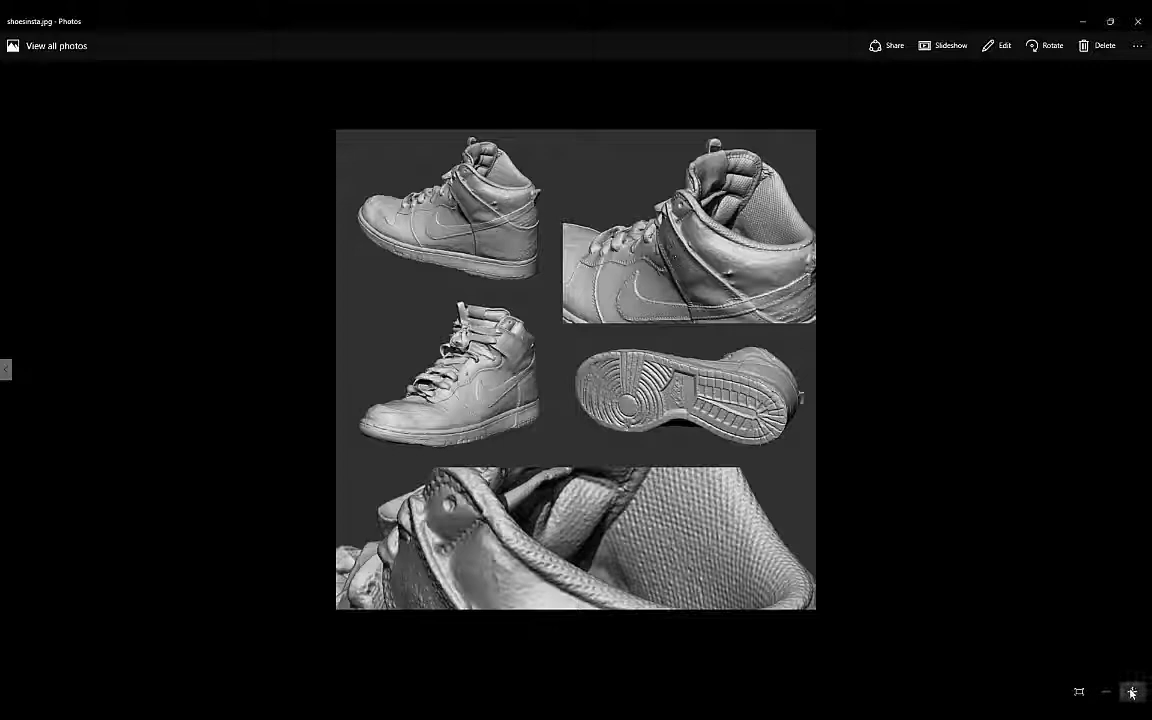 shoesinsta.jpg - Photos
View all photos
Share
Slideshow
Edit
Rotate
Delete